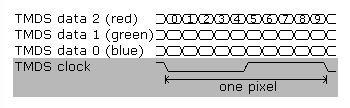 TMDS data 2 (red) 0 1 2 3 4 5 6 7 8 9
TMDS data 1 (green)
TMDS data 0 (blue)
TMDS clock
one pixel